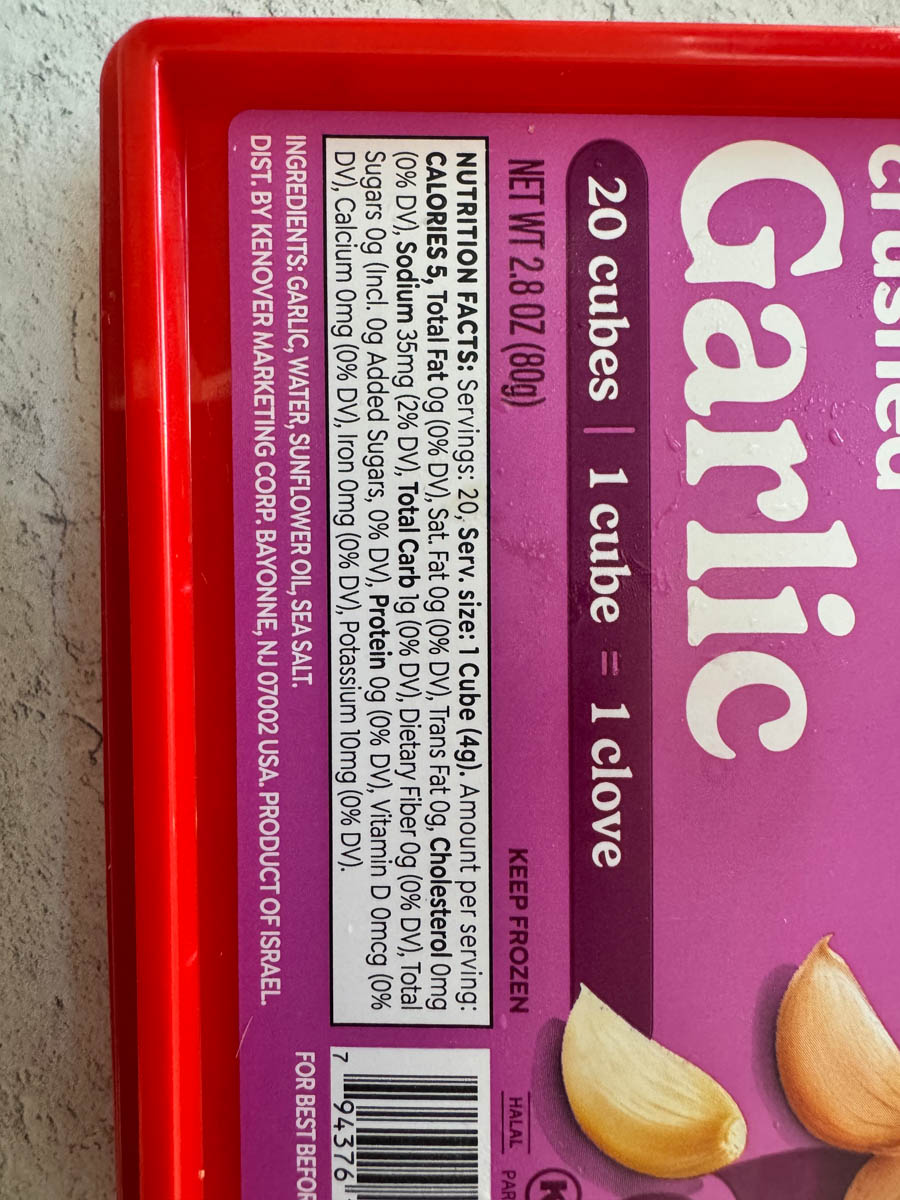 crushed
Garlic
20 cubes | 1 cube = 1 clove
NET WT 2.8 OZ (80g)
KEEP FROZEN
HALAL
K
NUTRITION FACTS: Servings: 20, Serv. size: 1 Cube (4g). Amount per serving:
CALORIES 5, Total Fat 0g (0% DV), Sat. Fat 0g (0% DV), Trans Fat 0g, Cholesterol 0mg
(0% DV), Sodium 35mg (2% DV), Total Carb 1g (0% DV), Dietary Fiber 0g (0% DV), Total
Sugars 0g (Incl. 0g Added Sugars, 0% DV), Protein 0g (0% DV), Vitamin D 0mcg (0%
DV), Calcium 0mg (0% DV), Iron 0mg (0% DV), Potassium 10mg (0% DV).
INGREDIENTS: GARLIC, WATER, SUNFLOWER OIL, SEA SALT.
DIST. BY KENOVER MARKETING CORP. BAYONNE, NJ 07002 USA. PRODUCT OF ISRAEL.
7 94376
FOR BEST